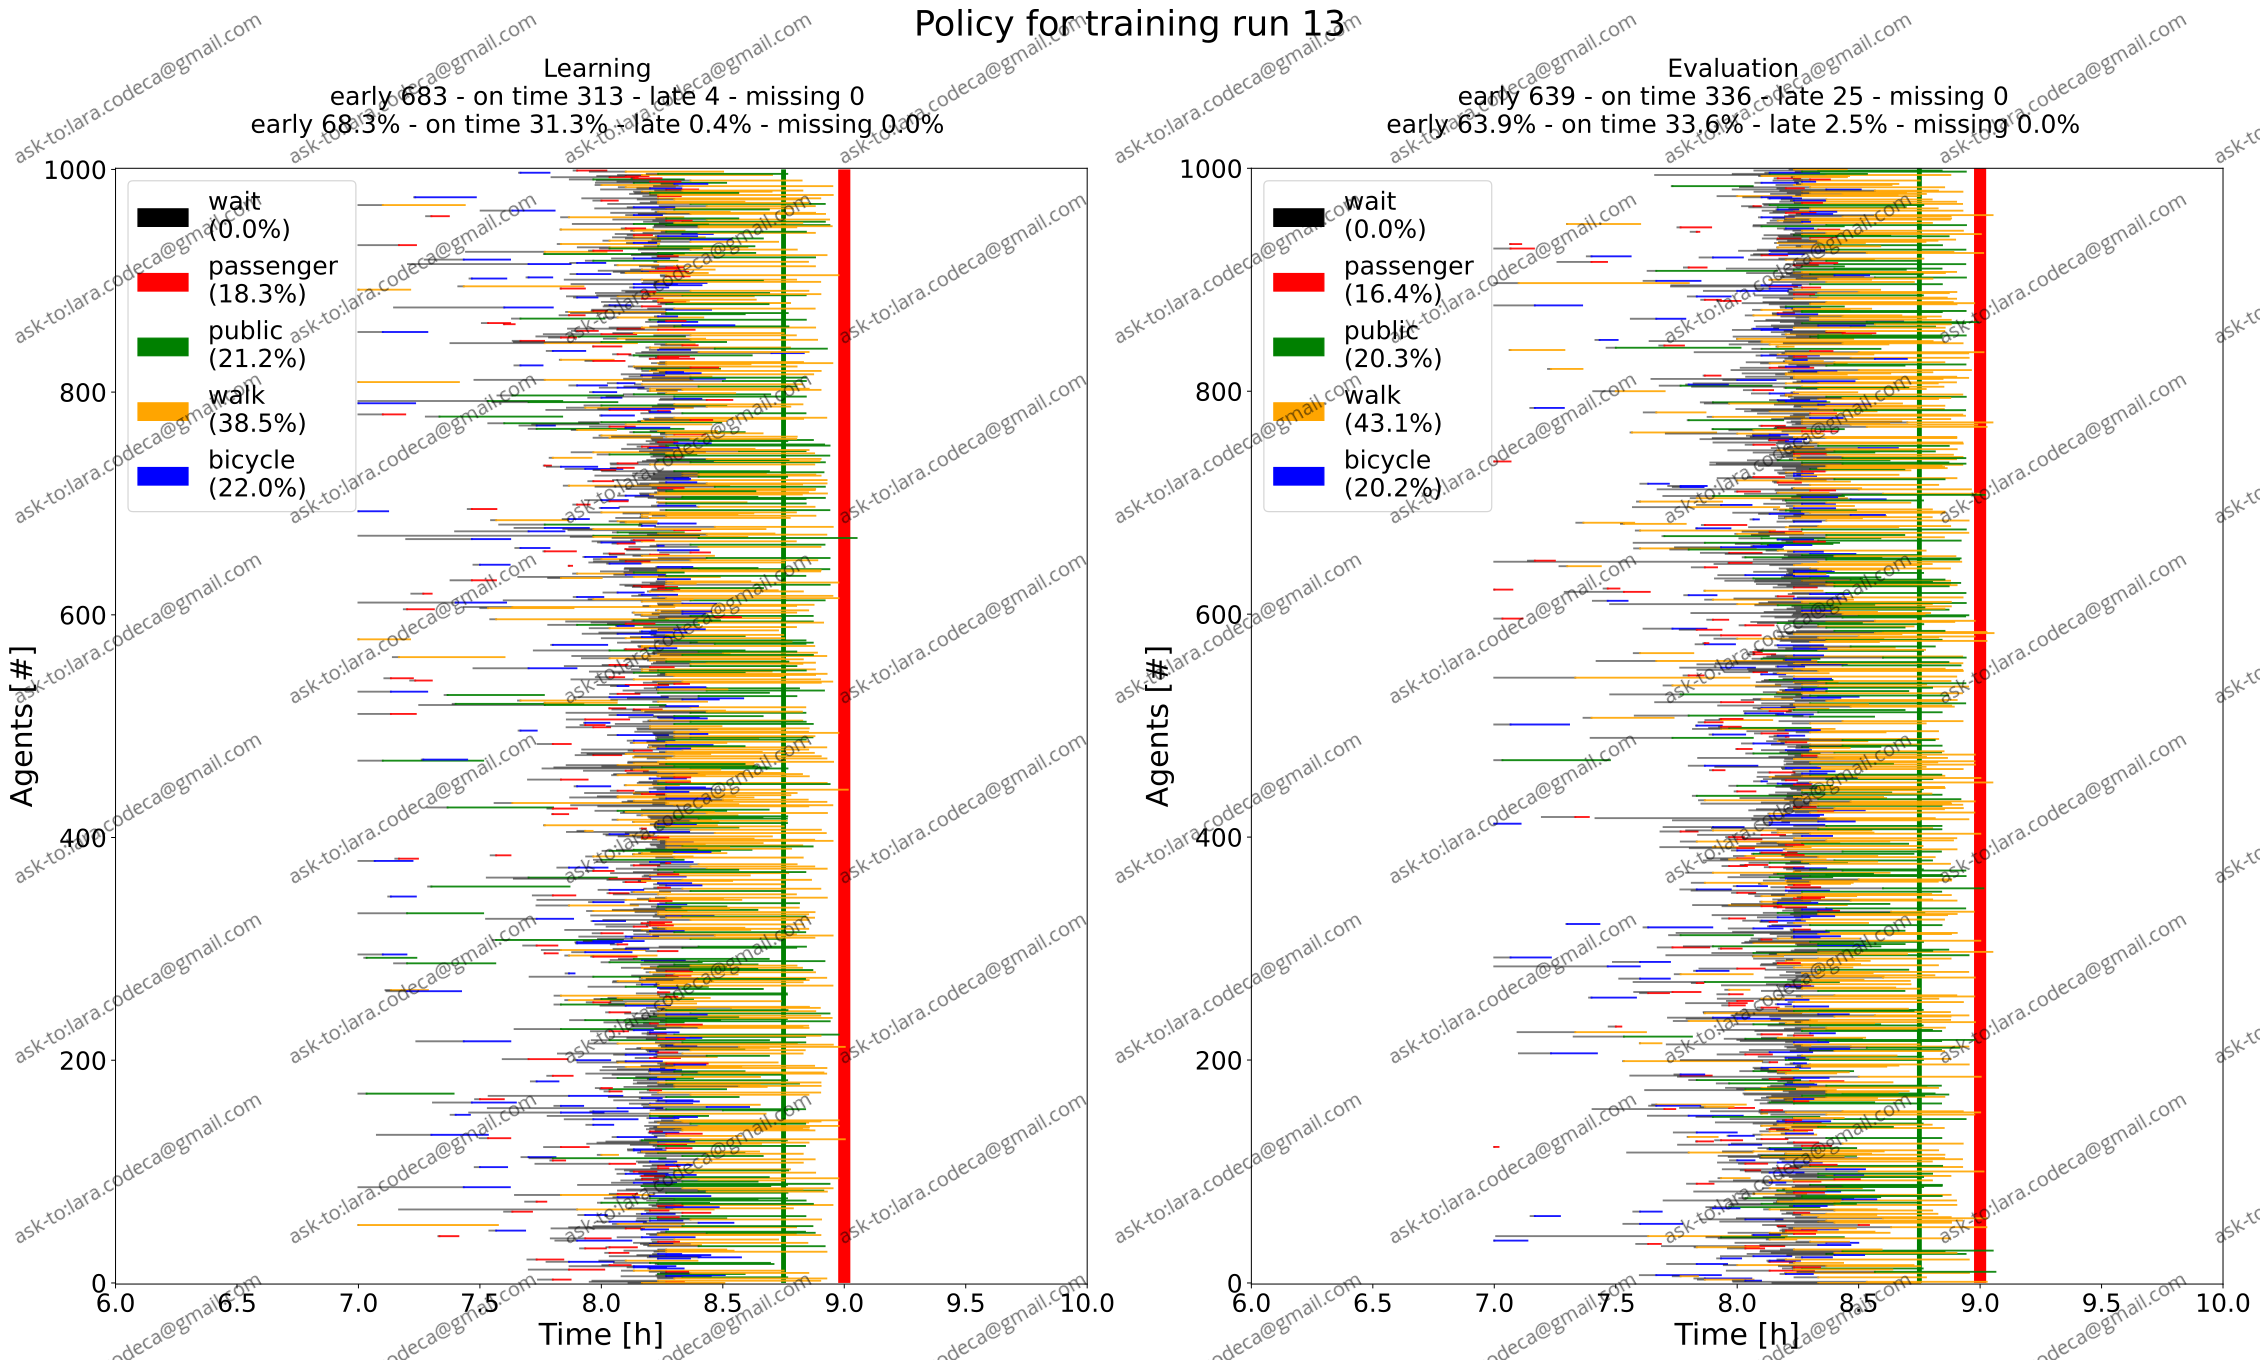 Policy for training run 13
Learning
early 683 - on time 313 - late 4 - missing 0
early 68.3% - on time 31.3% - late 0.4% - missing 0.0%
Agents [#]
1000
800
600
400
200
0
wait
(0.0%)
passenger
(18.3%)
public
(21.2%)
walk
(38.5%)
bicycle
(22.0%)
6.0 6.5 7.0 7.5 8.0 8.5 9.0 9.5 10.0
Time [h]
Evaluation
early 639 - on time 336 - late 25 - missing 0
early 63.9% - on time 33.6% - late 2.5% - missing 0.0%
Agents [#]
1000
800
600
400
200
0
wait
(0.0%)
passenger
(16.4%)
public
(20.3%)
walk
(43.1%)
bicycle
(20.2%)
6.0 6.5 7.0 7.5 8.0 8.5 9.0 9.5 10.0
Time [h]
ask-to:lara.codeca@gmail.com